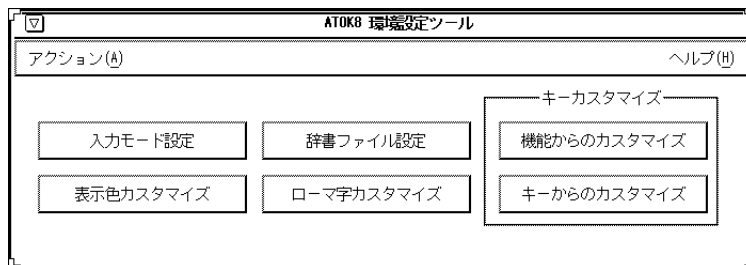 ATOK8 環境設定ツール
アクション(A) ヘルプ(H)
キーカスタマイズ
入力モード設定 辞書ファイル設定 機能からのカスタマイズ
表示色カスタマイズ ローマ字カスタマイズ キーからのカスタマイズ